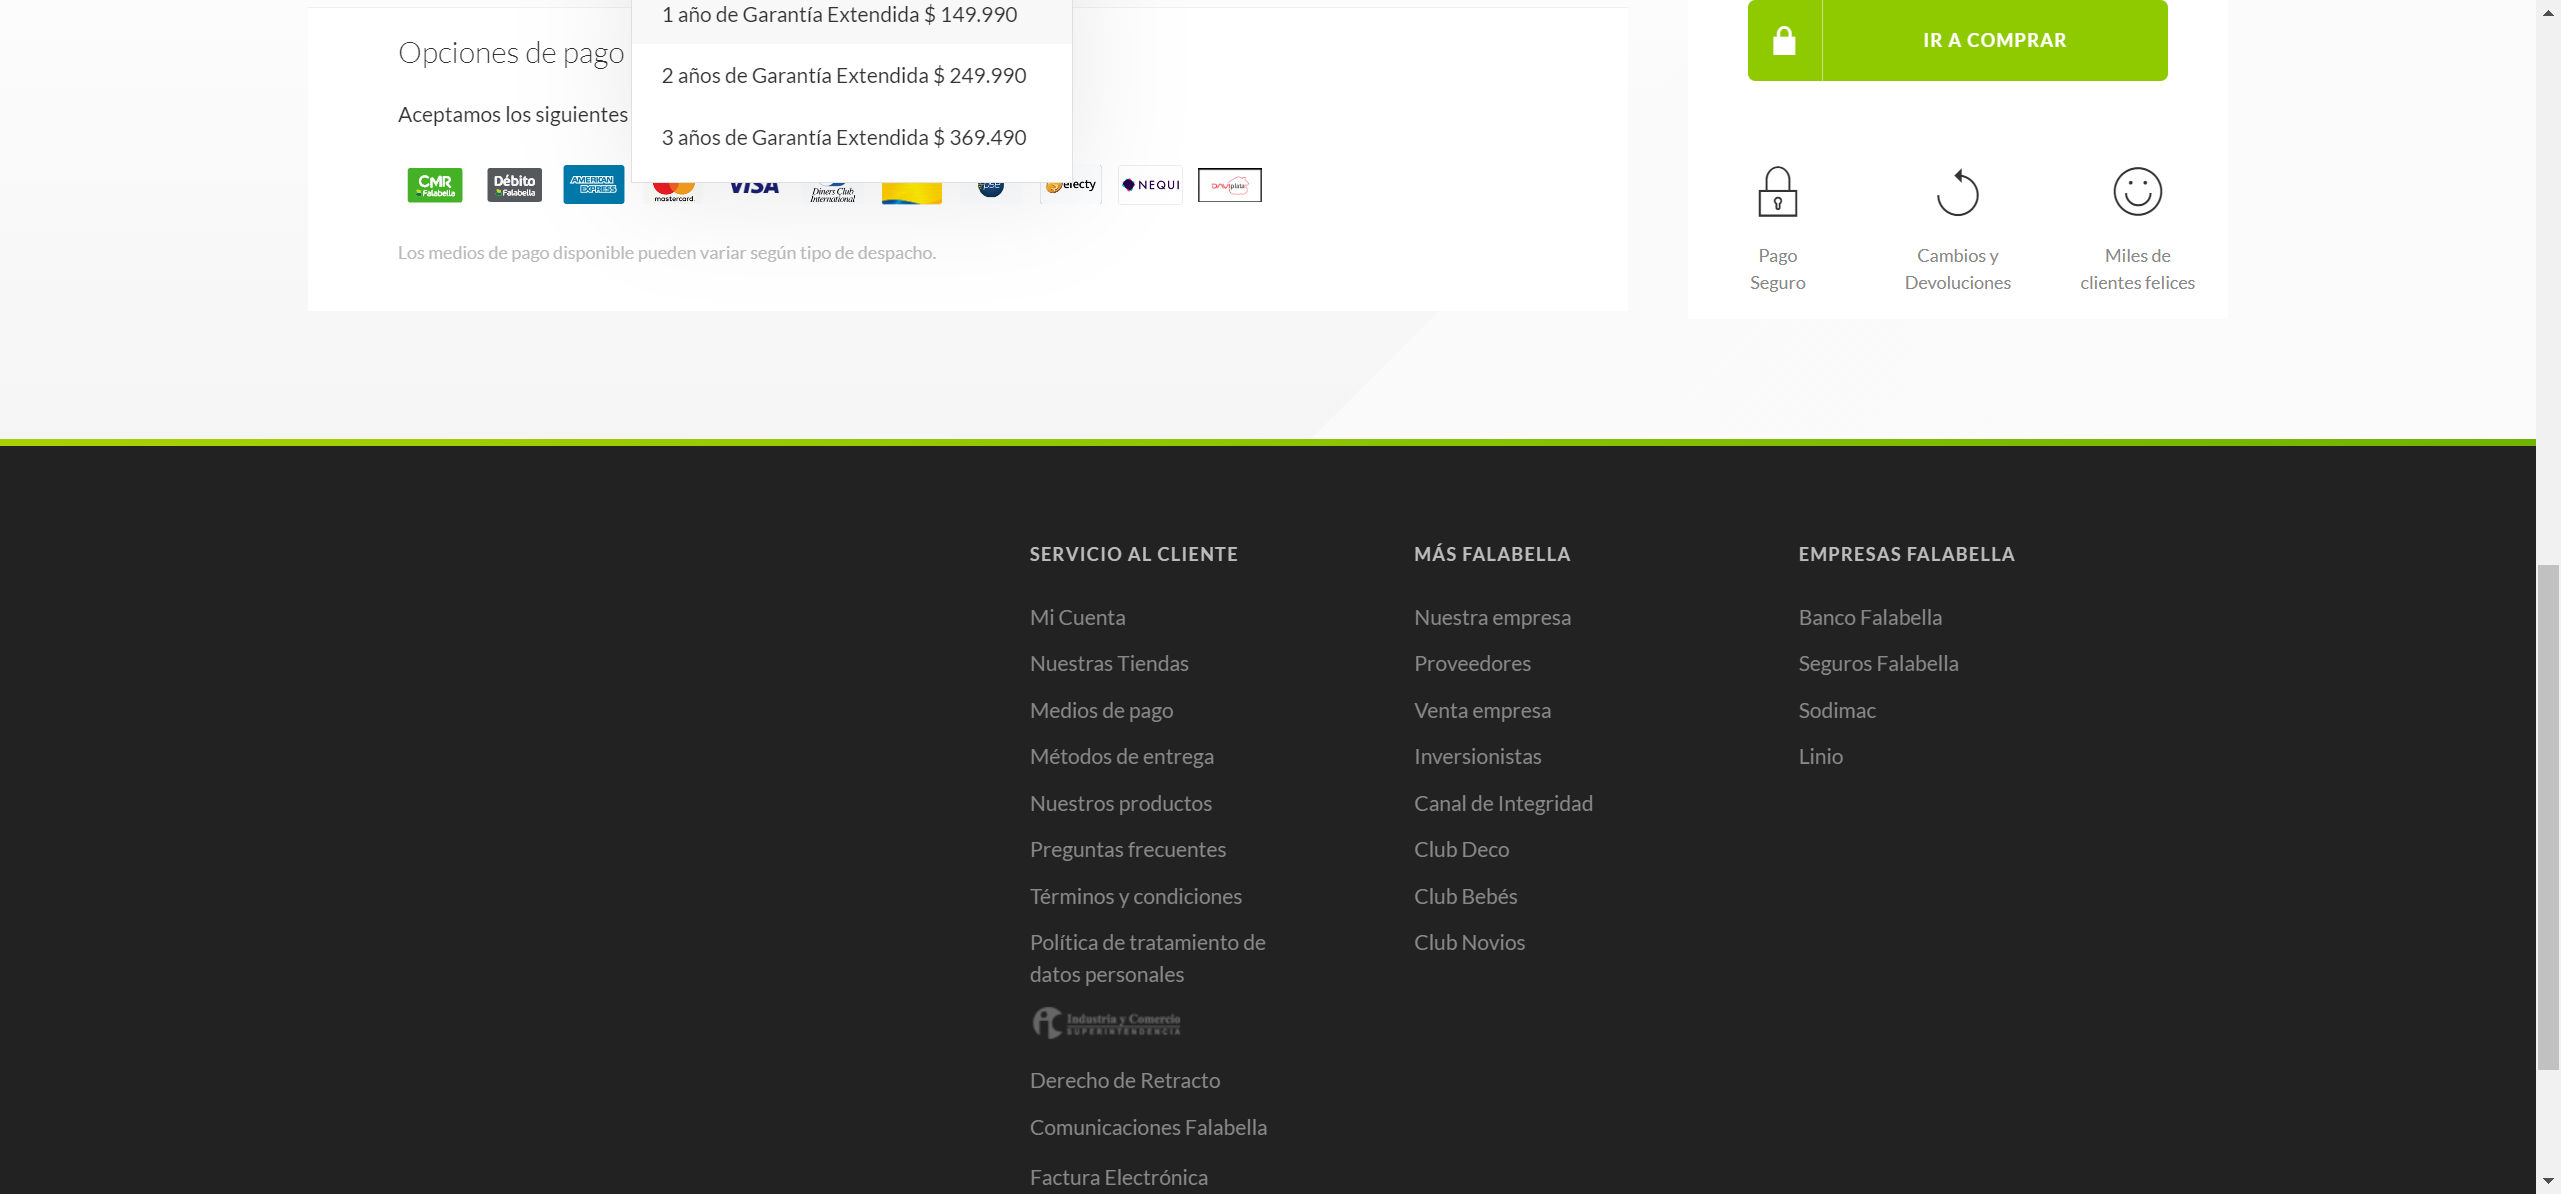 1 año de Garantía Extendida $ 149.990
2 años de Garantía Extendida $ 249.990
3 años de Garantía Extendida $ 369.490
Opciones de pago
Aceptamos los siguientes
CMR Falabella
Débito Falabella
AMERICAN EXPRESS
mastercard
VISA
Diners Club International
pse
efecty
NEQUI
DAVIplata
Los medios de pago disponible pueden variar según tipo de despacho.
IR A COMPRAR
Pago
Seguro
Cambios y
Devoluciones
Miles de
clientes felices
SERVICIO AL CLIENTE
Mi Cuenta
Nuestras Tiendas
Medios de pago
Métodos de entrega
Nuestros productos
Preguntas frecuentes
Términos y condiciones
Política de tratamiento de
datos personales
Industria y Comercio
SUPERINTENDENCIA
Derecho de Retracto
Comunicaciones Falabella
Factura Electrónica
MÁS FALABELLA
Nuestra empresa
Proveedores
Venta empresa
Inversionistas
Canal de Integridad
Club Deco
Club Bebés
Club Novios
EMPRESAS FALABELLA
Banco Falabella
Seguros Falabella
Sodimac
Linio